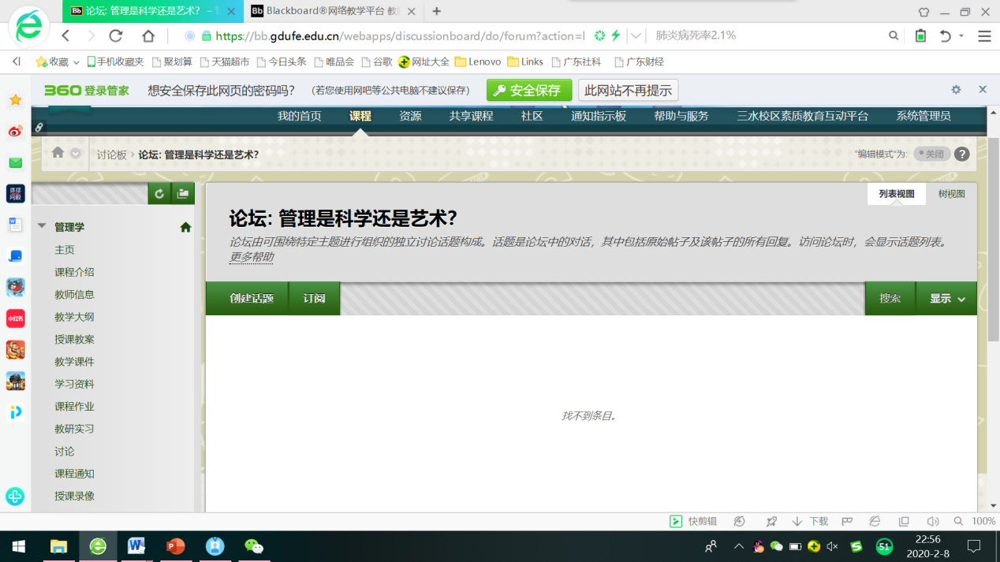 Bb 论坛: 管理是科学还是艺术? –
Bb Blackboard®网络教学平台
https://bb.gdufe.edu.cn/webapps/discussionboard/do/forum?action=l
肺炎病死率2.1%
收藏 手机收藏夹 聚划算 天猫超市 今日头条 唯品会 谷歌 网址大全 Lenovo Links 广东社科 广东财经
360登录管家 想安全保存此网页的密码吗? (若您使用网吧等公共电脑不建议保存) 安全保存 此网站不再提示
我的首页 课程 资源 共享课程 社区 通知指示板 帮助与服务 三水校区素质教育互动平台 系统管理员
讨论板 > 论坛: 管理是科学还是艺术? "编辑模式"为: 关闭 ?
列表视图 树视图
论坛: 管理是科学还是艺术?
论坛由可围绕特定主题进行组织的独立讨论话题构成。话题是论坛中的对话，其中包括原始帖子及该帖子的所有回复。访问论坛时，会显示话题列表。
更多帮助
创建话题 订阅 搜索 显示
找不到条目。
管理学
主页
课程介绍
教师信息
教学大纲
授课教案
教学课件
学习资料
课程作业
教研实习
讨论
课程通知
授课录像
小红书
快剪辑 下载 100%
51
22:56
2020-2-8